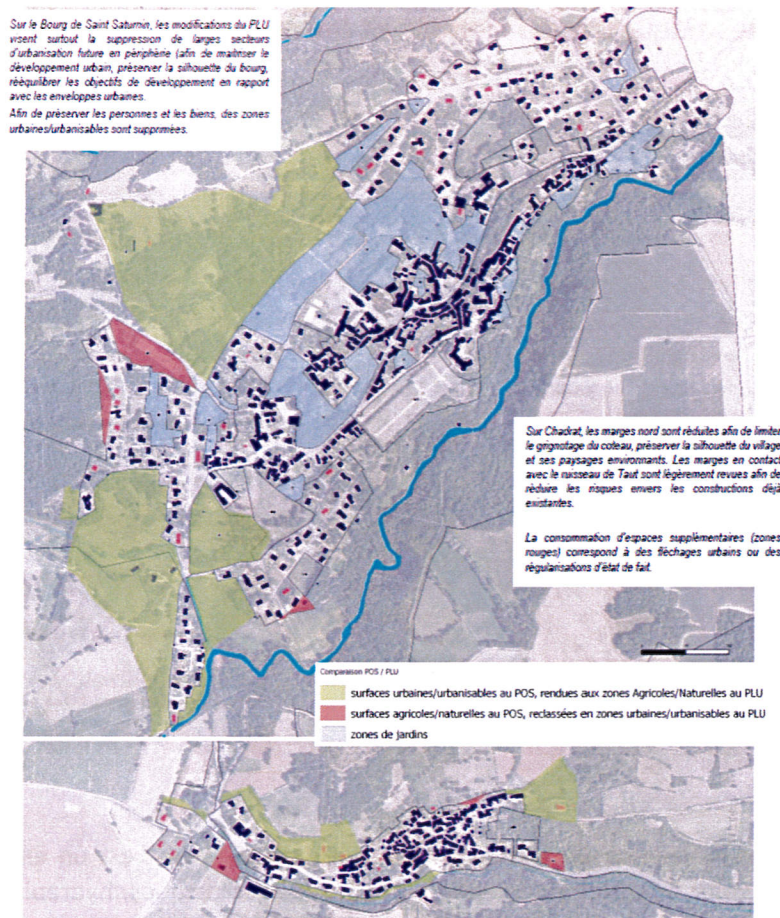 Sur le Bourg de Saint Saturnin, les modifications du PLU
visent surtout la suppression de larges secteurs
d'urbanisation future en périphérie (afin de maitriser le
développement urbain, préserver la silhouette du bourg,
rééquilibrer les objectifs de développement en rapport
avec les enveloppes urbaines.
Afin de préserver les personnes et les biens, des zones
urbaines/urbanisables sont supprimées.
Sur Chadrat, les marges nord sont réduites afin de limiter
le grignotage du coteau, préserver la silhouette du village
et ses paysages environnants. Les marges en contact
avec le ruisseau de Taut sont légèrement revues afin de
réduire les risques envers les constructions déjà
existantes.
La consommation d'espaces supplémentaires (zones
rouges) correspond à des fléchages urbains ou des
régularisations d'état de fait.
Comparaison POS / PLU
surfaces urbaines/urbanisables au POS, rendues aux zones Agricoles/Naturelles au PLU
surfaces agricoles/naturelles au POS, reclassées en zones urbaines/urbanisables au PLU
zones de jardins